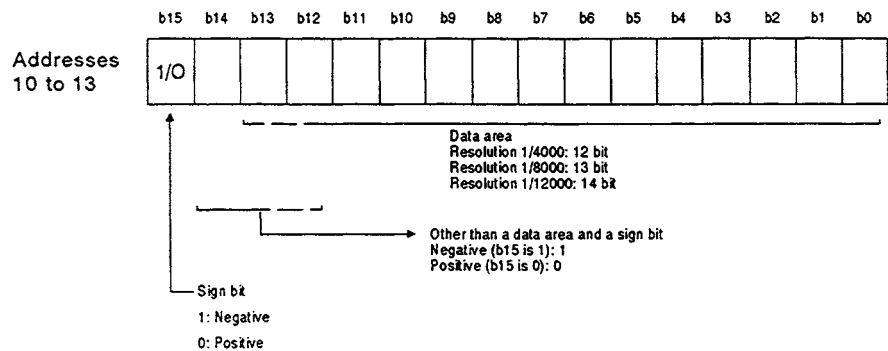 b15 b14 b13 b12 b11 b10 b9 b8 b7 b6 b5 b4 b3 b2 b1 b0
Addresses
10 to 13
1/0
Data area
Resolution 1/4000: 12 bit
Resolution 1/8000: 13 bit
Resolution 1/12000: 14 bit
Other than a data area and a sign bit
Negative (b15 is 1): 1
Positive (b15 is 0): 0
Sign bit
1: Negative
0: Positive